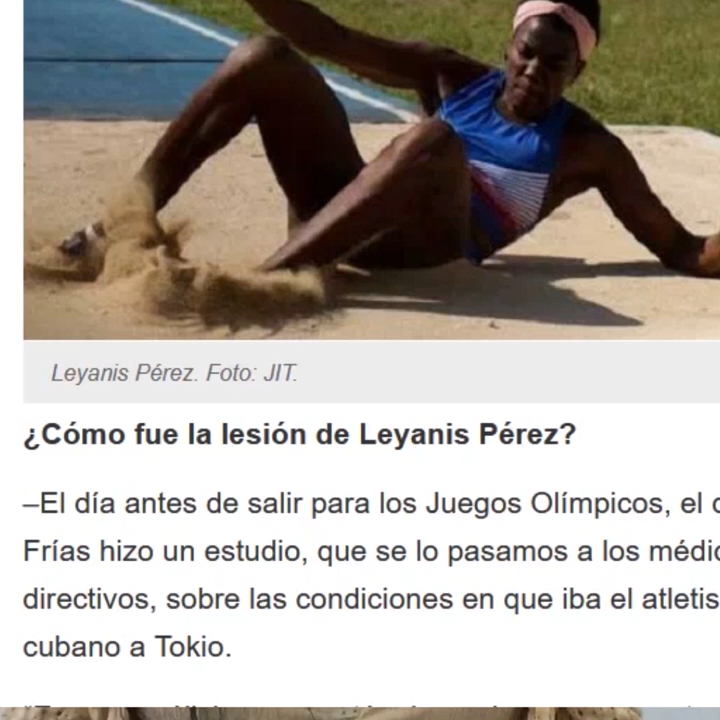 Leyanis Pérez. Foto: JIT.
¿Cómo fue la lesión de Leyanis Pérez?
–El día antes de salir para los Juegos Olímpicos, el
Frías hizo un estudio, que se lo pasamos a los
directivos, sobre las condiciones en que iba el
cubano a Tokio.